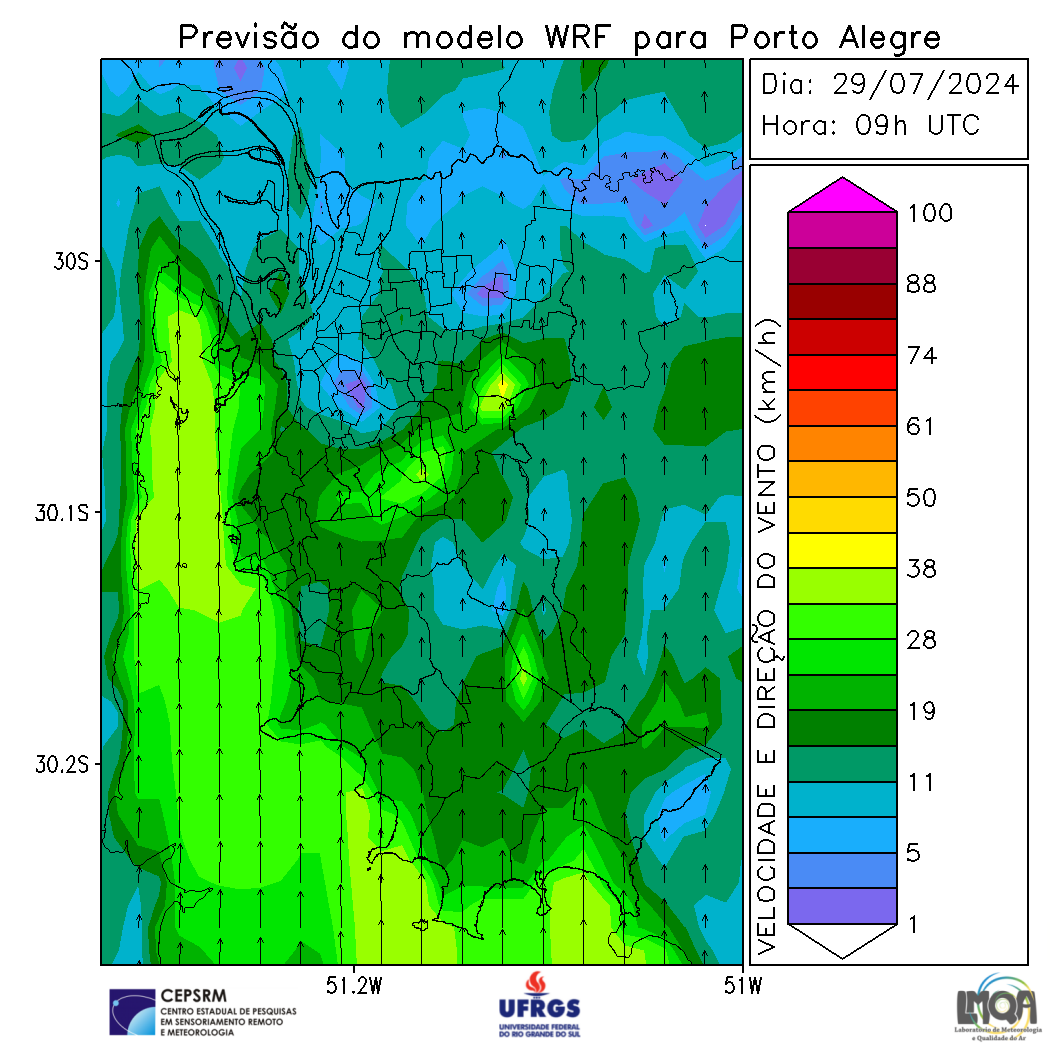 Previsão do modelo WRF para Porto Alegre
Dia: 29/07/2024
Hora: 09h UTC
30S
30.1S
30.2S
51.2W
51W
VELOCIDADE E DIREÇÃO DO VENTO (km/h)
100
88
74
61
50
38
28
19
11
5
1
CEPSRM
CENTRO ESTADUAL DE PESQUISAS
EM SENSORIAMENTO REMOTO
E METEOROLOGIA
UFRGS
UNIVERSIDADE FEDERAL
DO RIO GRANDE DO SUL
LMQA
Laboratório de Meteorologia
e Qualidade do Ar